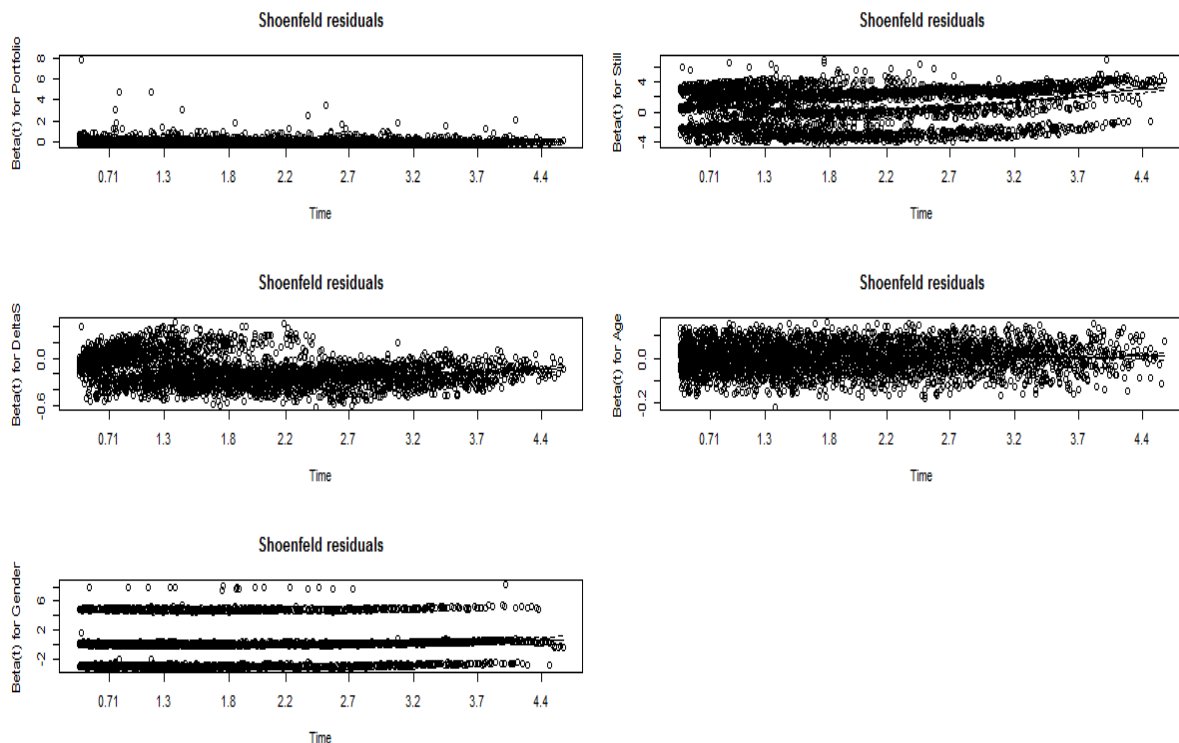 Shoenfeld residuals
Beta(t) for Portfolio
8
6
4
2
0
0.71 1.3 1.8 2.2 2.7 3.2 3.7 4.4
Time
Shoenfeld residuals
Beta(t) for Still
4
0
-4
0.71 1.3 1.8 2.2 2.7 3.2 3.7 4.4
Time
Shoenfeld residuals
Beta(t) for DeltaS
0.0
-0.6
0.71 1.3 1.8 2.2 2.7 3.2 3.7 4.4
Time
Shoenfeld residuals
Beta(t) for Age
0.0
-0.2
0.71 1.3 1.8 2.2 2.7 3.2 3.7 4.4
Time
Shoenfeld residuals
Beta(t) for Gender
6
2
-2
0.71 1.3 1.8 2.2 2.7 3.2 3.7 4.4
Time